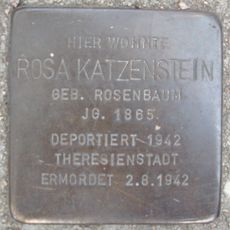 HIER WOHNTE
ROSA KATZENSTEIN
GEB. ROSENBAUM
JG. 1865
DEPORTIERT 1942
THERESIENSTADT
ERMORDET 2.8.1942